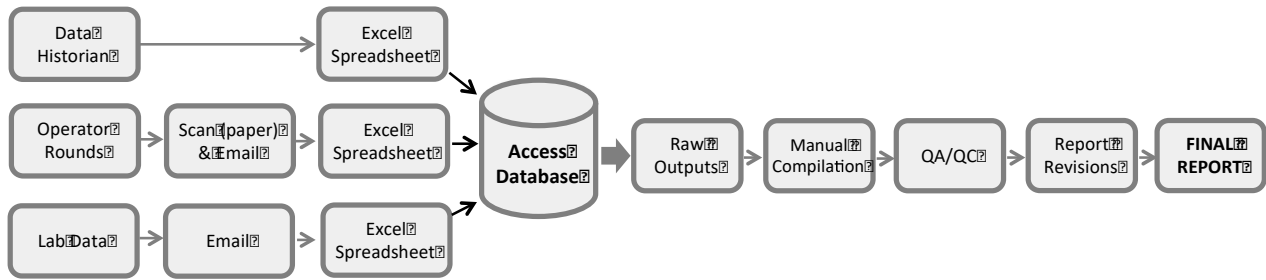 Data
Historian
Excel
Spreadsheet
Operator
Rounds
Scan (paper)
& Email
Excel
Spreadsheet
Access
Database
Raw
Outputs
Manual
Compilation
QA/QC
Report
Revisions
FINAL
REPORT
Lab Data
Email
Excel
Spreadsheet